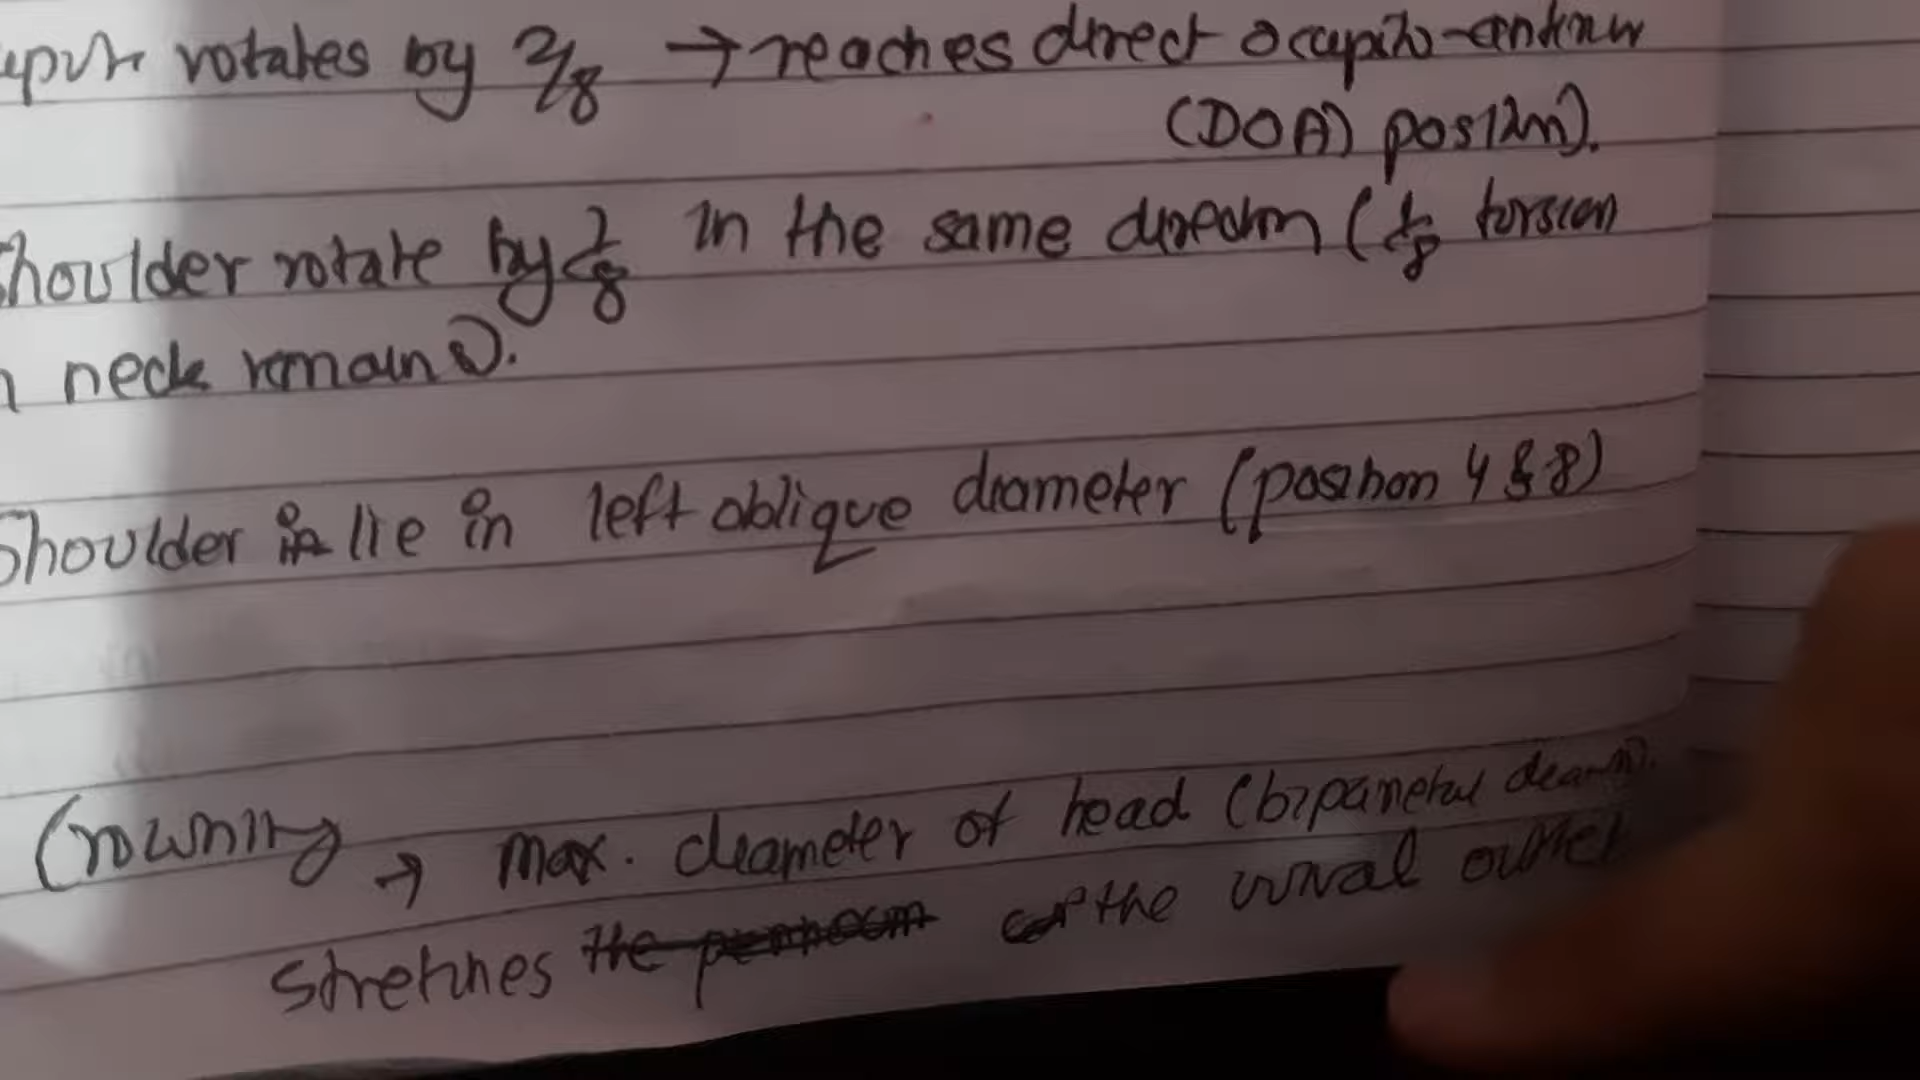 rotates by 2/8 → reaches direct occipito-anterior
(DOA) position).
Shoulder rotate by 1/8 in the same direction (1/8 torsion
neck remain).
Shoulder lie in left oblique diameter (position 4 & 8)
Crowning → max. diameter of head (biparietal diam).
stretches the vulval outlet